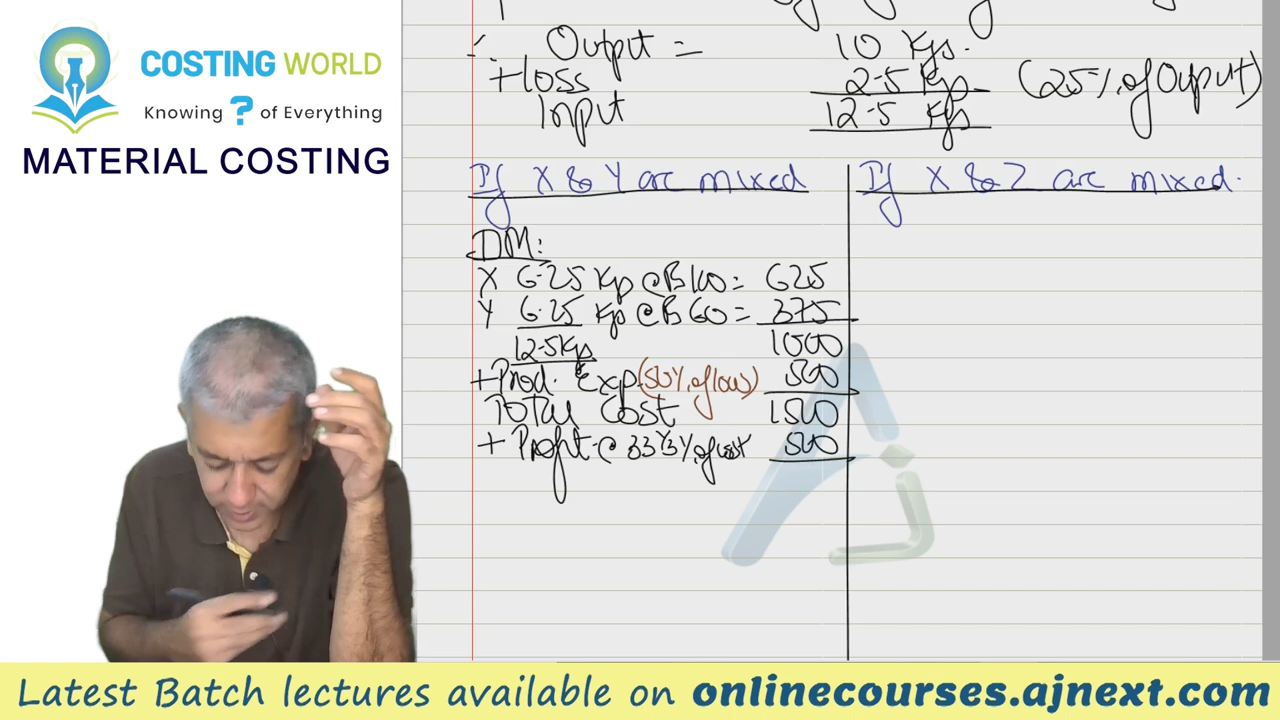 COSTING WORLD
Knowing ? of Everything
MATERIAL COSTING
∴ Output = 10 Kgs.
+ loss 2.5 Kgs (25% of Output)
Input 12.5 Kgs
If X & Y are mixed
If X & Z are mixed.
DM:
X 6.25 Kgs @ Rs 100 = 625
Y 6.25 Kgs @ Rs 60 = 375
12.5 Kgs 1000
+ Prod. Exp. (50% of ) 500
Total Cost 1500
+ Profit @ 33 1/3% of cost 500
Latest Batch lectures available on onlinecourses.ajnext.com